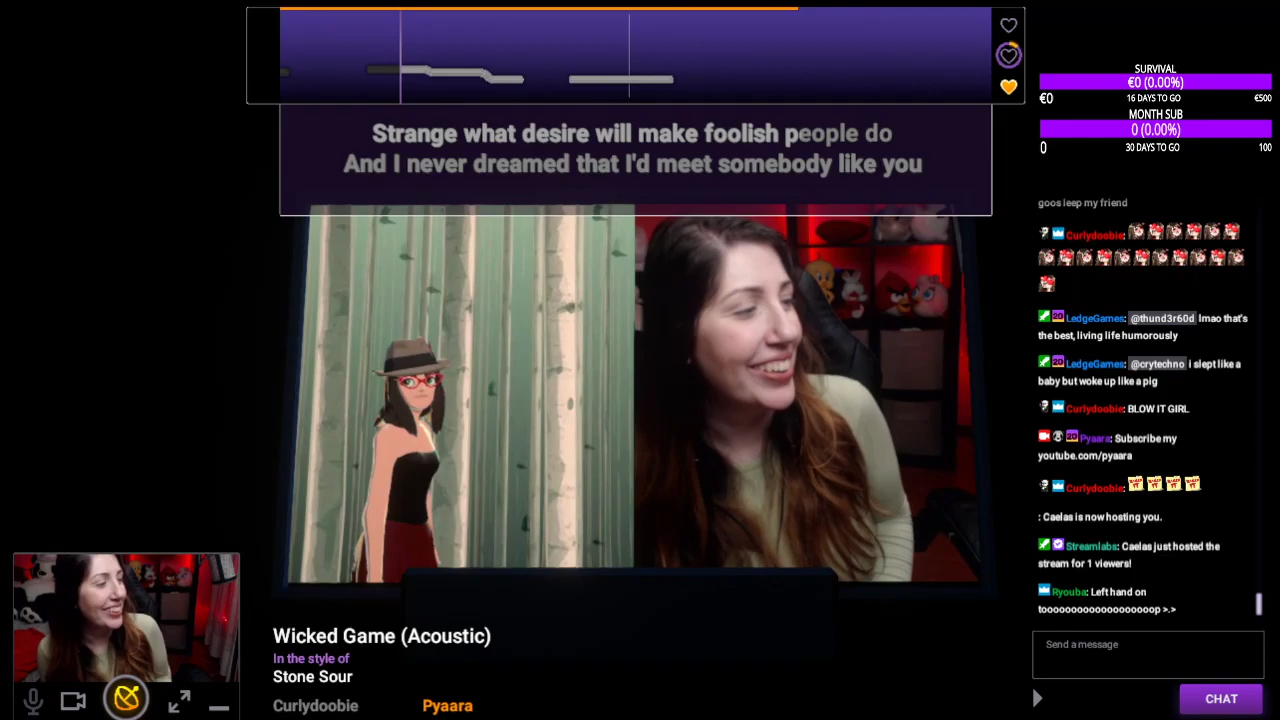 Strange what desire will make foolish people do
And I never dreamed that I'd meet somebody like you
Wicked Game (Acoustic)
In the style of
Stone Sour
Curlydoobie Pyaara
SURVIVAL
€0 (0.00%)
€0 16 DAYS TO GO €500
MONTH SUB
0 (0.00%)
0 30 DAYS TO GO 100
goos leep my friend
Curlydoobie:
LedgeGames: @thund3r60d lmao that's
the best, living life humorously
LedgeGames: @crytechno i slept like a
baby but woke up like a pig
Curlydoobie: BLOW IT GIRL
Pyaara: Subscribe my
youtube.com/pyaara
Curlydoobie:
: Caelas is now hosting you.
Streamlabs: Caelas just hosted the
stream for 1 viewers!
Ryouba: Left hand on
toooooooooooooooooop >.>
Send a message
CHAT